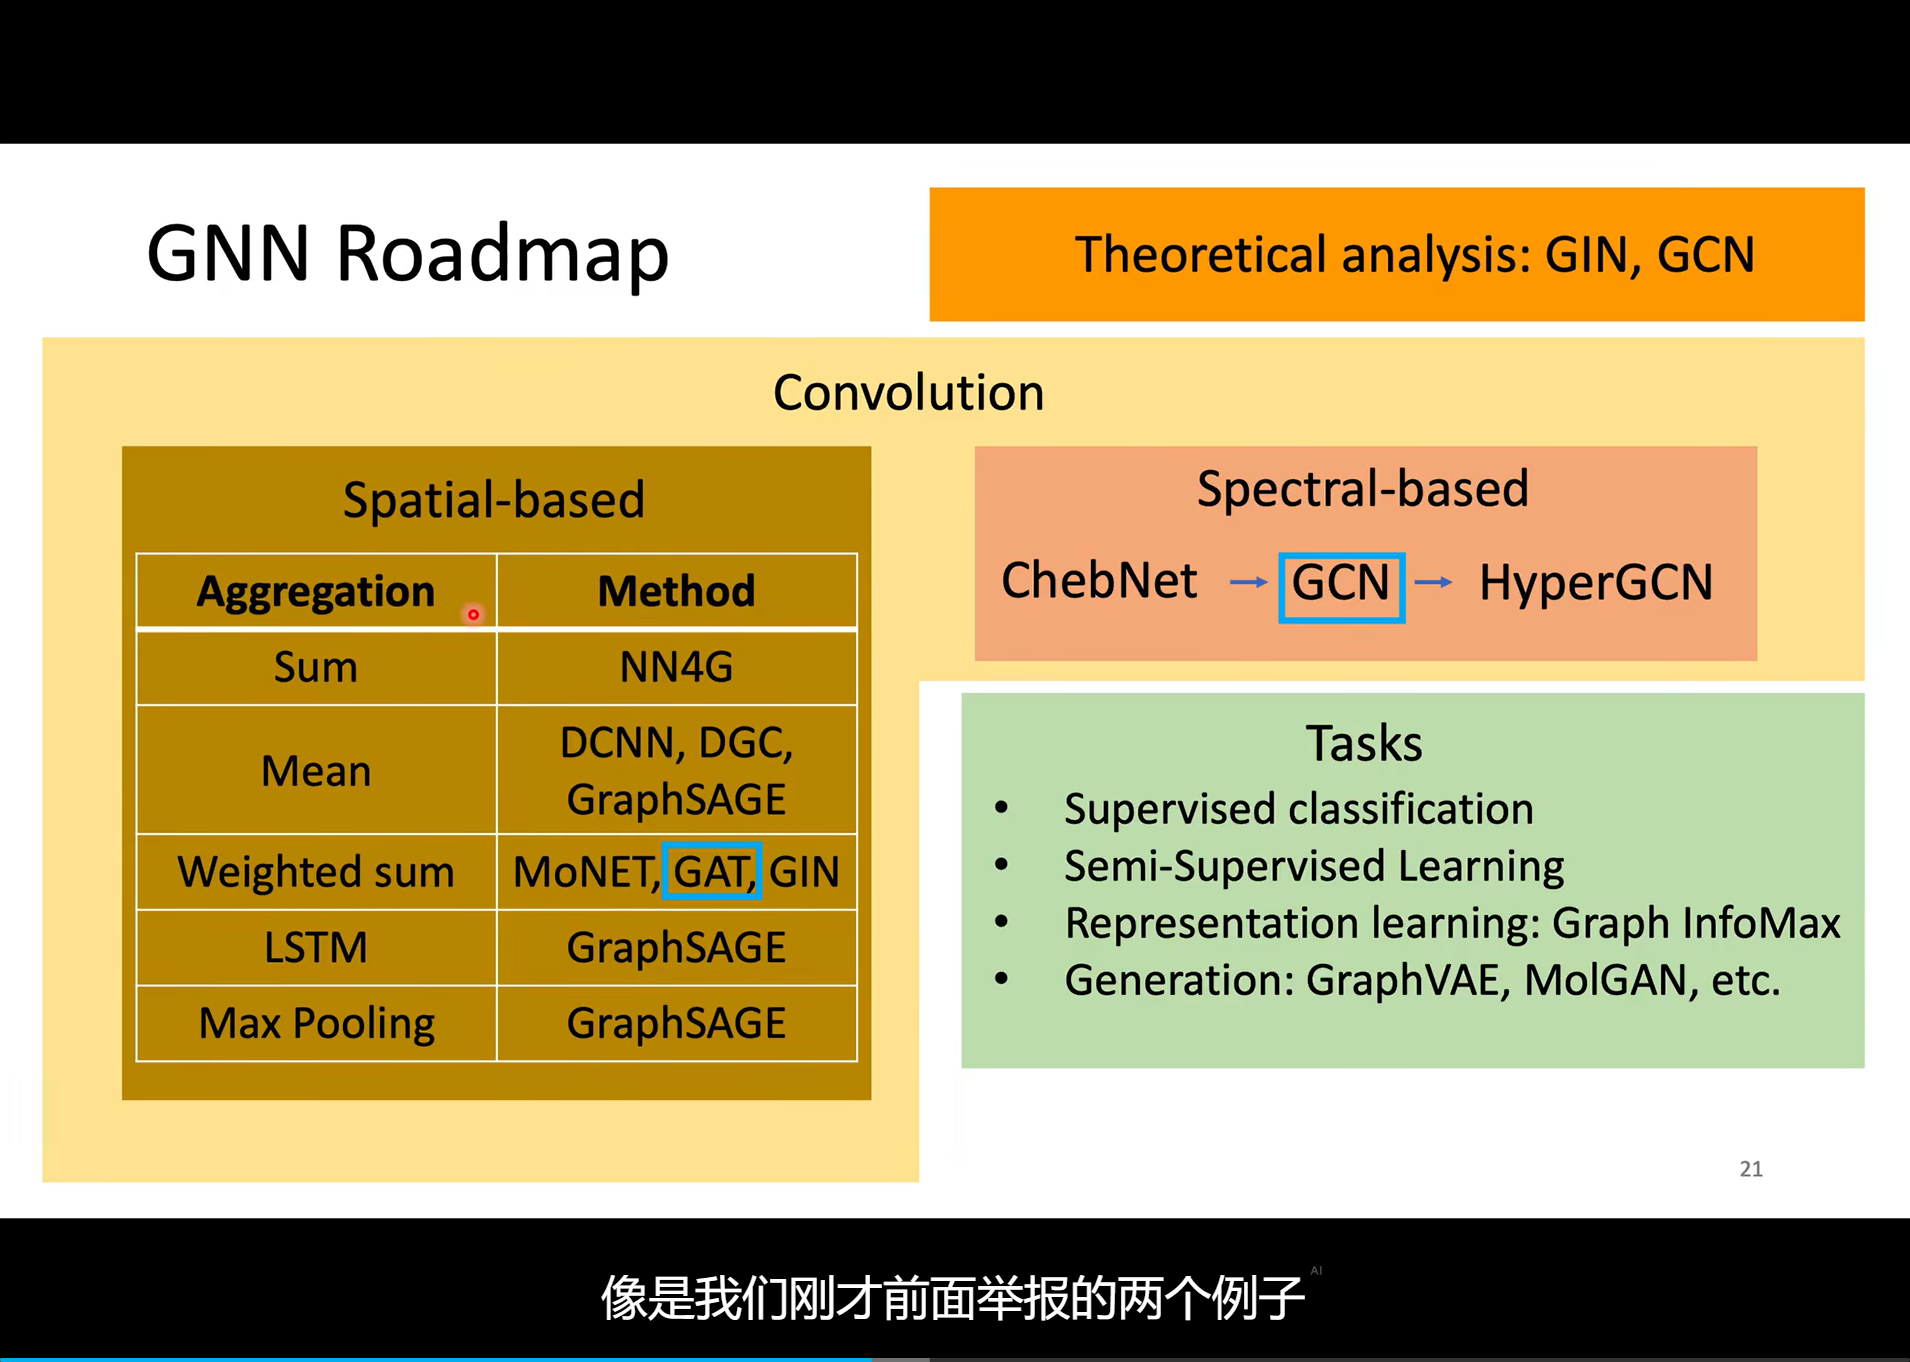 GNN Roadmap
Theoretical analysis: GIN, GCN
Convolution
Spatial-based
Aggregation Method
Sum NN4G
Mean DCNN, DGC,
GraphSAGE
Weighted sum MoNET, GAT, GIN
LSTM GraphSAGE
Max Pooling GraphSAGE
Spectral-based
ChebNet → GCN → HyperGCN
Tasks
• Supervised classification
• Semi-Supervised Learning
• Representation learning: Graph InfoMax
• Generation: GraphVAE, MolGAN, etc.
21
像是我们刚才前面举报的两个例子
AI